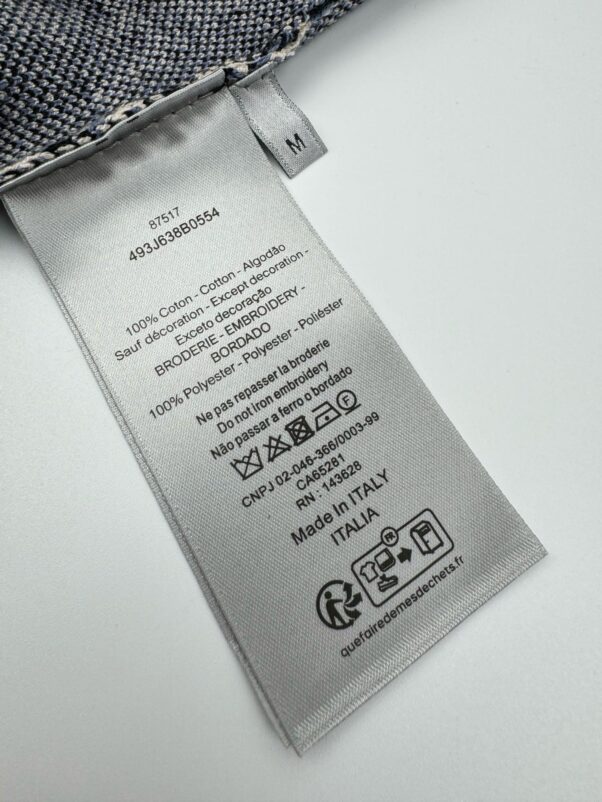 M
87517
493J638B0554
100% Coton - Cotton - Algodão
Sauf décoration - Except decoration -
Exceto decoração
BRODERIE - EMBROIDERY -
BORDADO
100% Polyester - Polyester - Poliéster
Ne pas repasser la broderie
Do not iron embroidery
Não passar a ferro o bordado
F
CNPJ 02-046-366/0003-99
CA65281
RN : 143628
Made In ITALY
ITALIA
FR
quefairedemesdechets.fr